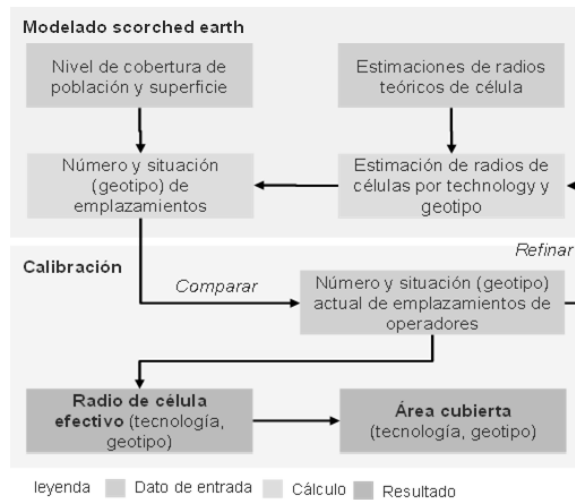 Modelado scorched earth
Nivel de cobertura de
población y superficie
Estimaciones de radios
teóricos de célula
Número y situación
(geotipo) de
emplazamientos
Estimación de radios de
células por technology y
geotipo
Refinar
Calibración
Comparar
Número y situación (geotipo)
actual de emplazamientos de
operadores
Radio de célula
efectivo (tecnología,
geotipo)
Área cubierta
(tecnología, geotipo)
leyenda Dato de entrada Cálculo Resultado